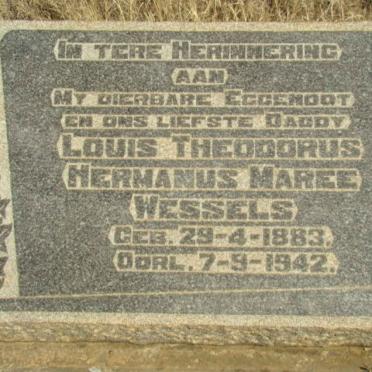 IN TERE HERINNERING
AAN
MY DIERBARE EGGENOOT
EN ONS LIEFSTE DADDY
LOUIS THEODORUS
HERMANUS MAREE
WESSELS
GEB. 29-4-1883.
OORL. 7-9-1942.